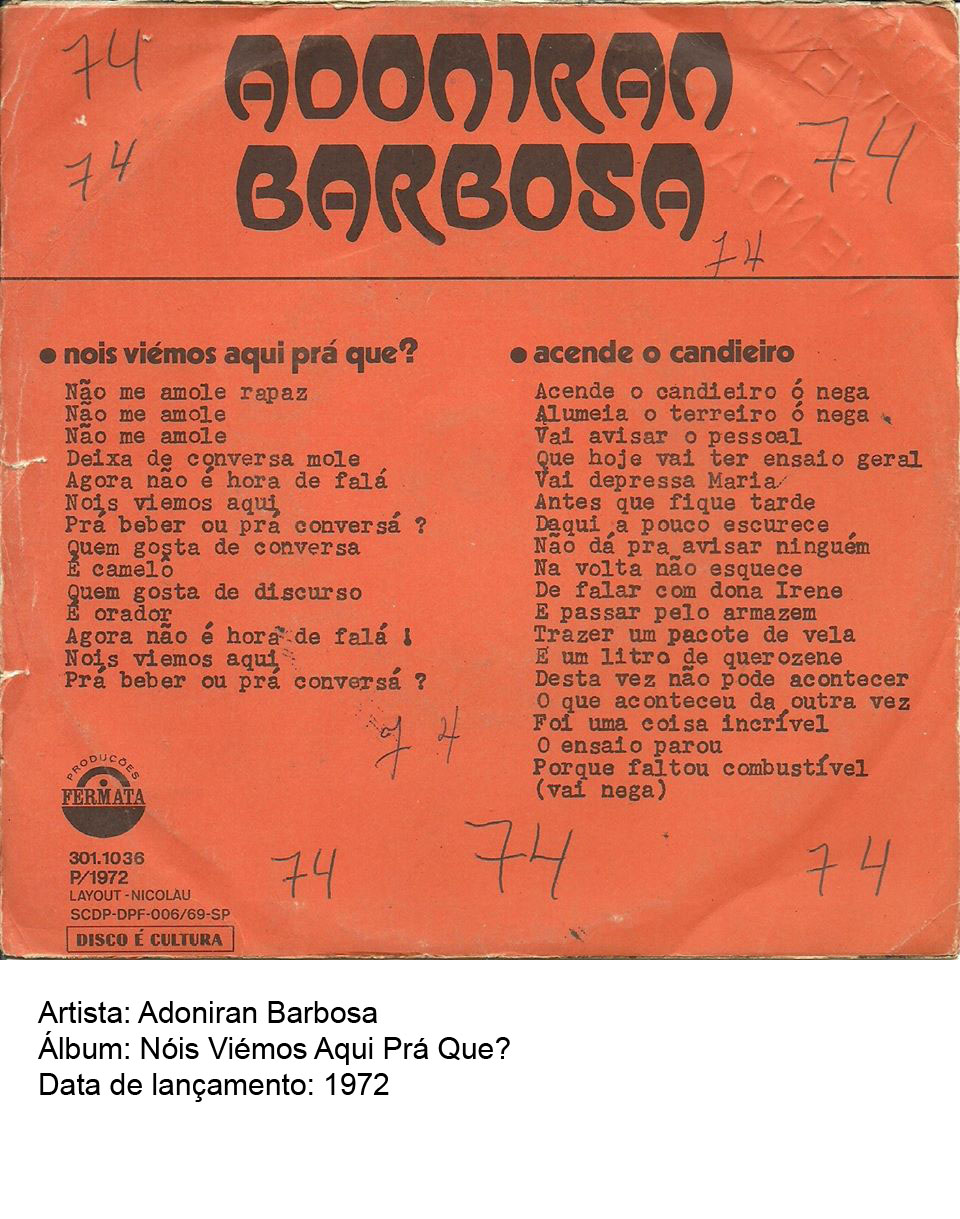 74
ADONIRAN
BARBOSA
74
74
74
• nois viémos aqui prá que?
Não me amole rapaz
Não me amole
Não me amole
Deixa de conversa mole
Agora não é hora de falá
Nois viemos aqui
Prá beber ou prá conversá ?
Quem gosta de conversa
É camelô
Quem gosta de discurso
É orador
Agora não é hora de falá !
Nois viemos aqui
Prá beber ou prá conversá ?
74
• acende o candieiro
Acende o candieiro ó nega
Alumeia o terreiro ó nega
Vai avisar o pessoal
Que hoje vai ter ensaio geral
Vai depressa Maria
Antes que fique tarde
Daqui a pouco escurece
Não dá pra avisar ninguém
Na volta não esquece
De falar com dona Irene
E passar pelo armazem
Trazer um pacote de vela
E um litro de querozene
Desta vez não pode acontecer
O que aconteceu da outra vez
Foi uma coisa incrível
O ensaio parou
Porque faltou combustível
(vai nega)
PRODUCÕES
FERMATA
301.1036
P/1972
LAYOUT - NICOLAU
SCDP-DPF-006/69-SP
DISCO É CULTURA
74
74
74
Artista: Adoniran Barbosa
Álbum: Nóis Viémos Aqui Prá Que?
Data de lançamento: 1972